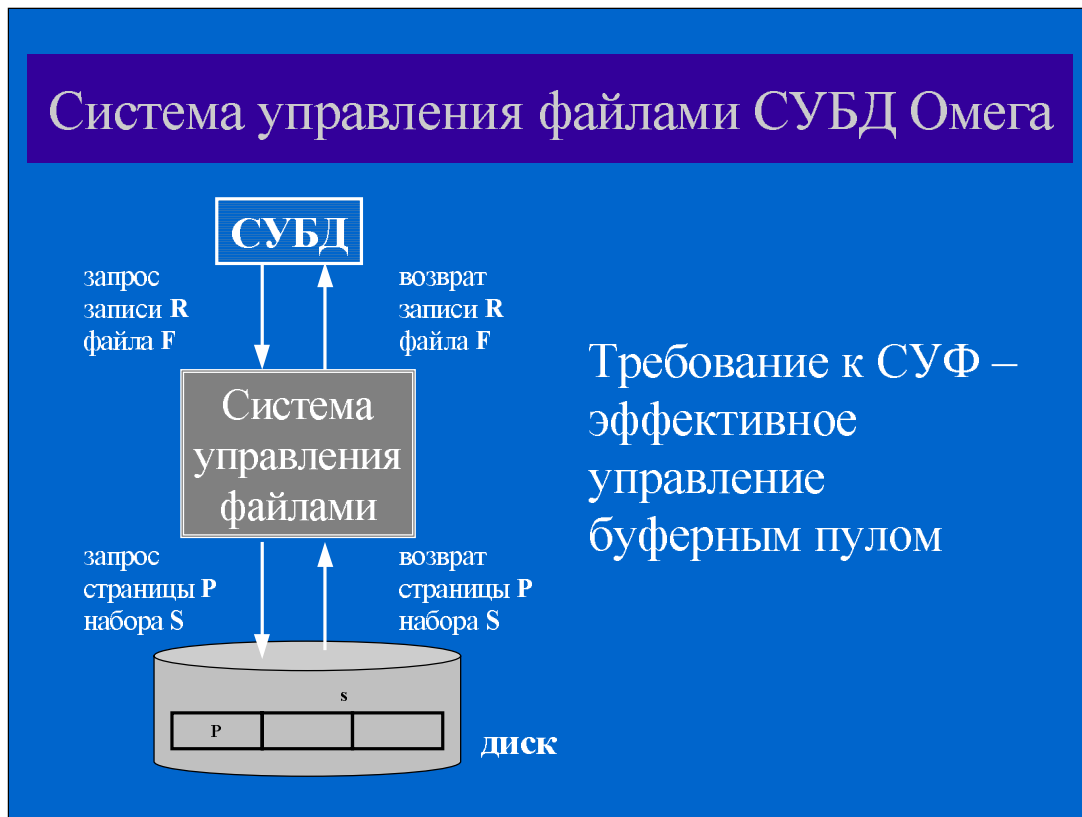 Система управления файлами СУБД Омега
СУБД
запрос
записи R
файла F
возврат
записи R
файла F
Система
управления
файлами
запрос
страницы P
набора S
возврат
страницы P
набора S
s
P
диск
Требование к СУФ –
эффективное
управление
буферным пулом